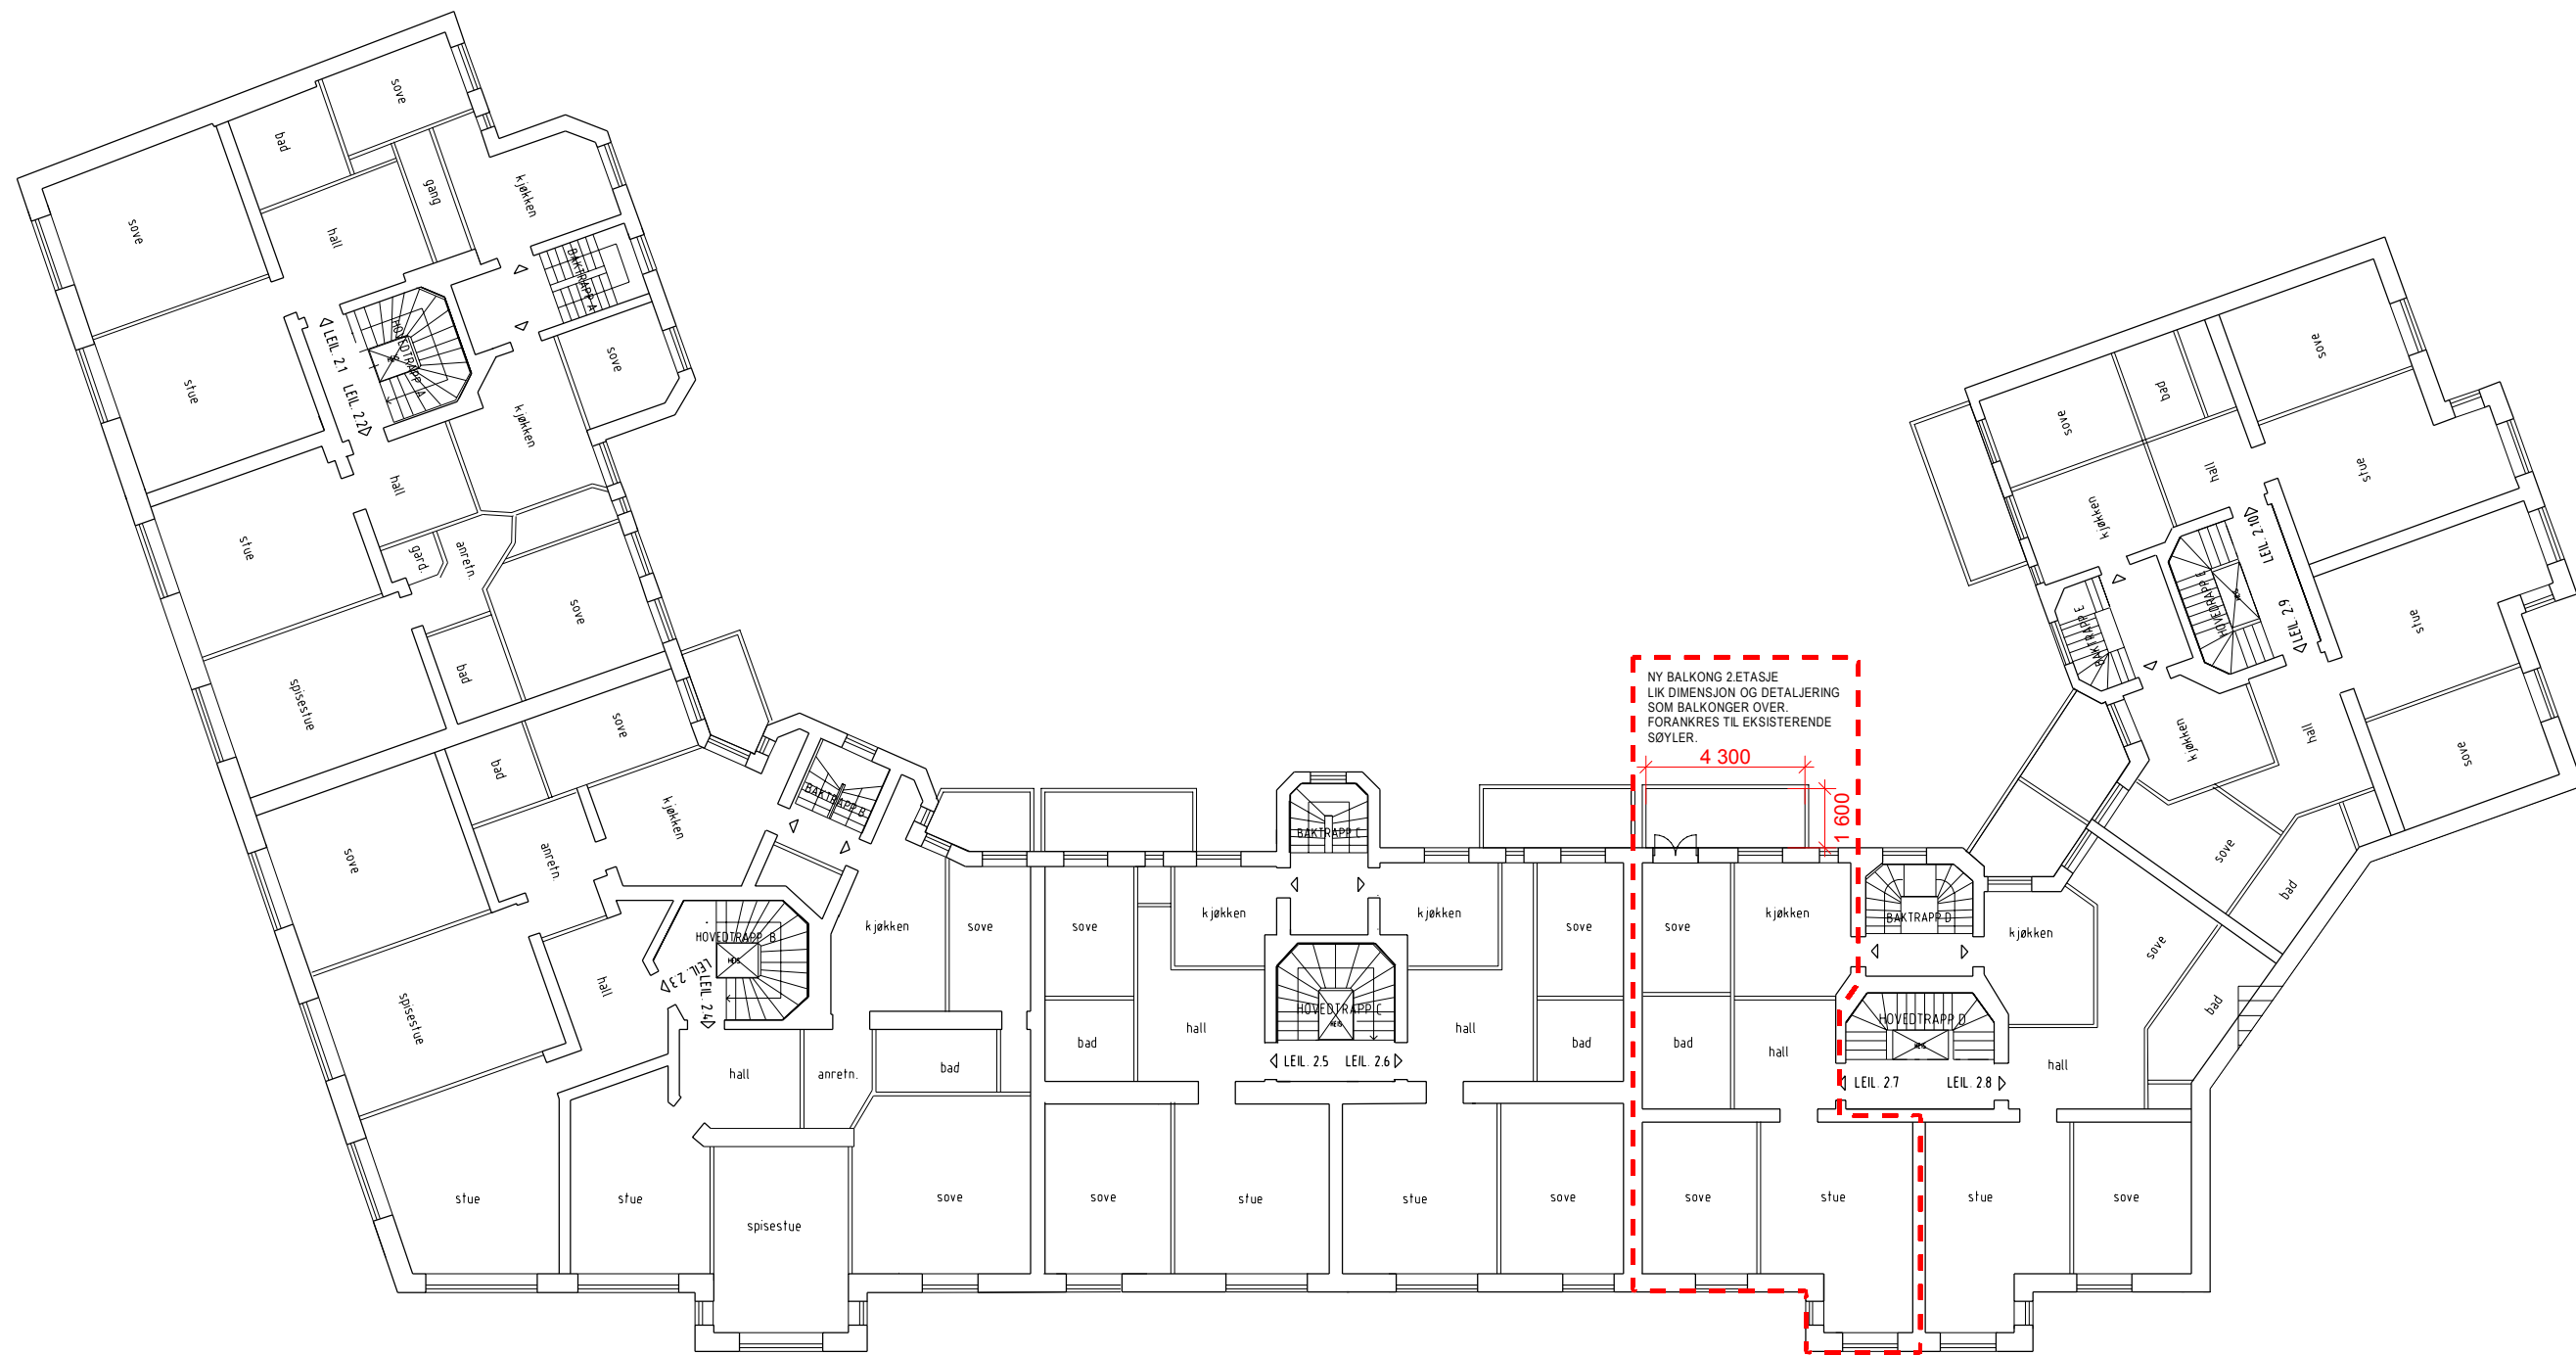 sove
bad
gang
kjøkken
sove
hall
BAKTRAPP A
HOVEDTRAPP A
LEIL. 2.1
LEIL. 2.2
stue
sove
kjøkken
hall
stue
gard.
anretn.
sove
bad
spisestue
sove
bad
kjøkken
BAKTRAPP B
sove
anretn.
HOVEDTRAPP B
HEIS
LEIL. 2.3
LEIL. 2.4
hall
spisestue
kjøkken
sove
hall
anretn.
bad
stue
stue
spisestue
sove
sove
kjøkken
BAKTRAPP C
kjøkken
sove
bad
hall
HOVEDTRAPP C
HEIS
hall
bad
LEIL. 2.5
LEIL. 2.6
sove
stue
stue
sove
NY BALKONG 2.ETASJE
LIK DIMENSJON OG DETALJERING
SOM BALKONGER OVER.
FORANKRES TIL EKSISTERENDE
SØYLER.
4 300
1 600
sove
kjøkken
BAKTRAPP D
kjøkken
bad
hall
HOVEDTRAPP D
HEIS
hall
LEIL. 2.7
LEIL. 2.8
sove
stue
stue
sove
sove
bad
sove
stue
hall
kjøkken
LEIL. 2.10
HOVEDTRAPP E
BAKTRAPP E
LEIL. 2.9
stue
kjøkken
hall
sove
sove
bad
sove
bad